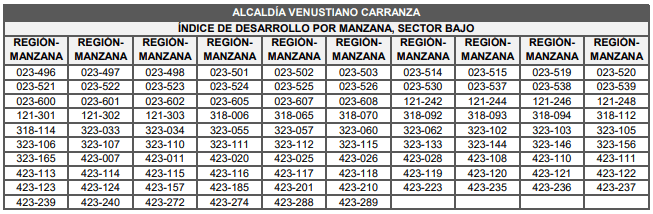 ALCALDÍA VENUSTIANO CARRANZA
ÍNDICE DE DESARROLLO POR MANZANA, SECTOR BAJO
REGIÓN- REGIÓN- REGIÓN- REGIÓN- REGIÓN- REGIÓN- REGIÓN- REGIÓN- REGIÓN- REGIÓN-
MANZANA MANZANA MANZANA MANZANA MANZANA MANZANA MANZANA MANZANA MANZANA MANZANA
023-496 023-497 023-498 023-501 023-502 023-503 023-514 023-515 023-519 023-520
023-521 023-522 023-523 023-524 023-525 023-526 023-530 023-537 023-538 023-539
023-600 023-601 023-602 023-605 023-607 023-608 121-242 121-244 121-246 121-248
121-301 121-302 121-303 318-006 318-065 318-070 318-092 318-093 318-094 318-112
318-114 323-033 323-034 323-055 323-057 323-060 323-062 323-102 323-103 323-105
323-106 323-107 323-110 323-111 323-112 323-115 323-133 323-144 323-146 323-156
323-165 423-007 423-011 423-020 423-025 423-026 423-028 423-108 423-110 423-111
423-113 423-114 423-115 423-116 423-117 423-118 423-119 423-120 423-121 423-122
423-123 423-124 423-157 423-185 423-201 423-210 423-223 423-235 423-236 423-237
423-239 423-240 423-272 423-274 423-288 423-289